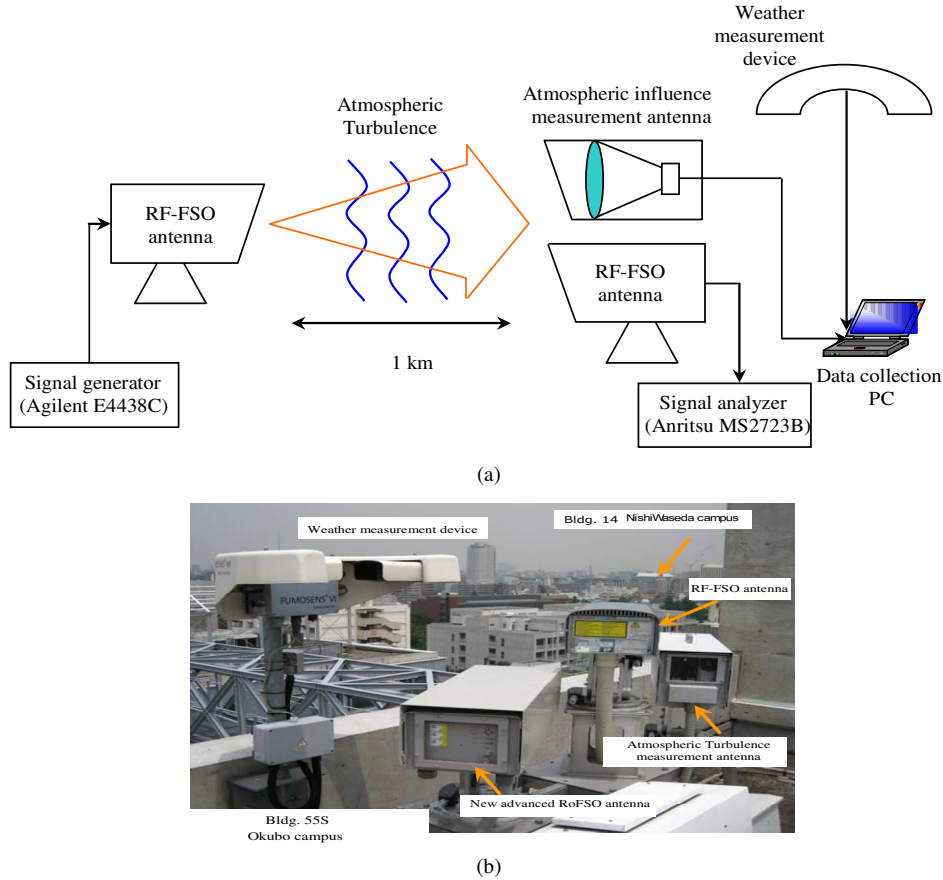 Weather
measurement
device
Atmospheric
Turbulence
Atmospheric influence
measurement antenna
RF-FSO
antenna
RF-FSO
antenna
1 km
Signal generator
(Agilent E4438C)
Signal analyzer
(Anritsu MS2723B)
Data collection
PC
(a)
Weather measurement device
Bldg. 14 NishiWaseda campus
RF-FSO antenna
FUMOSENS VI
Atmospheric Turbulence
measurement antenna
New advanced RoFSO antenna
Bldg. 55S
Okubo campus
(b)